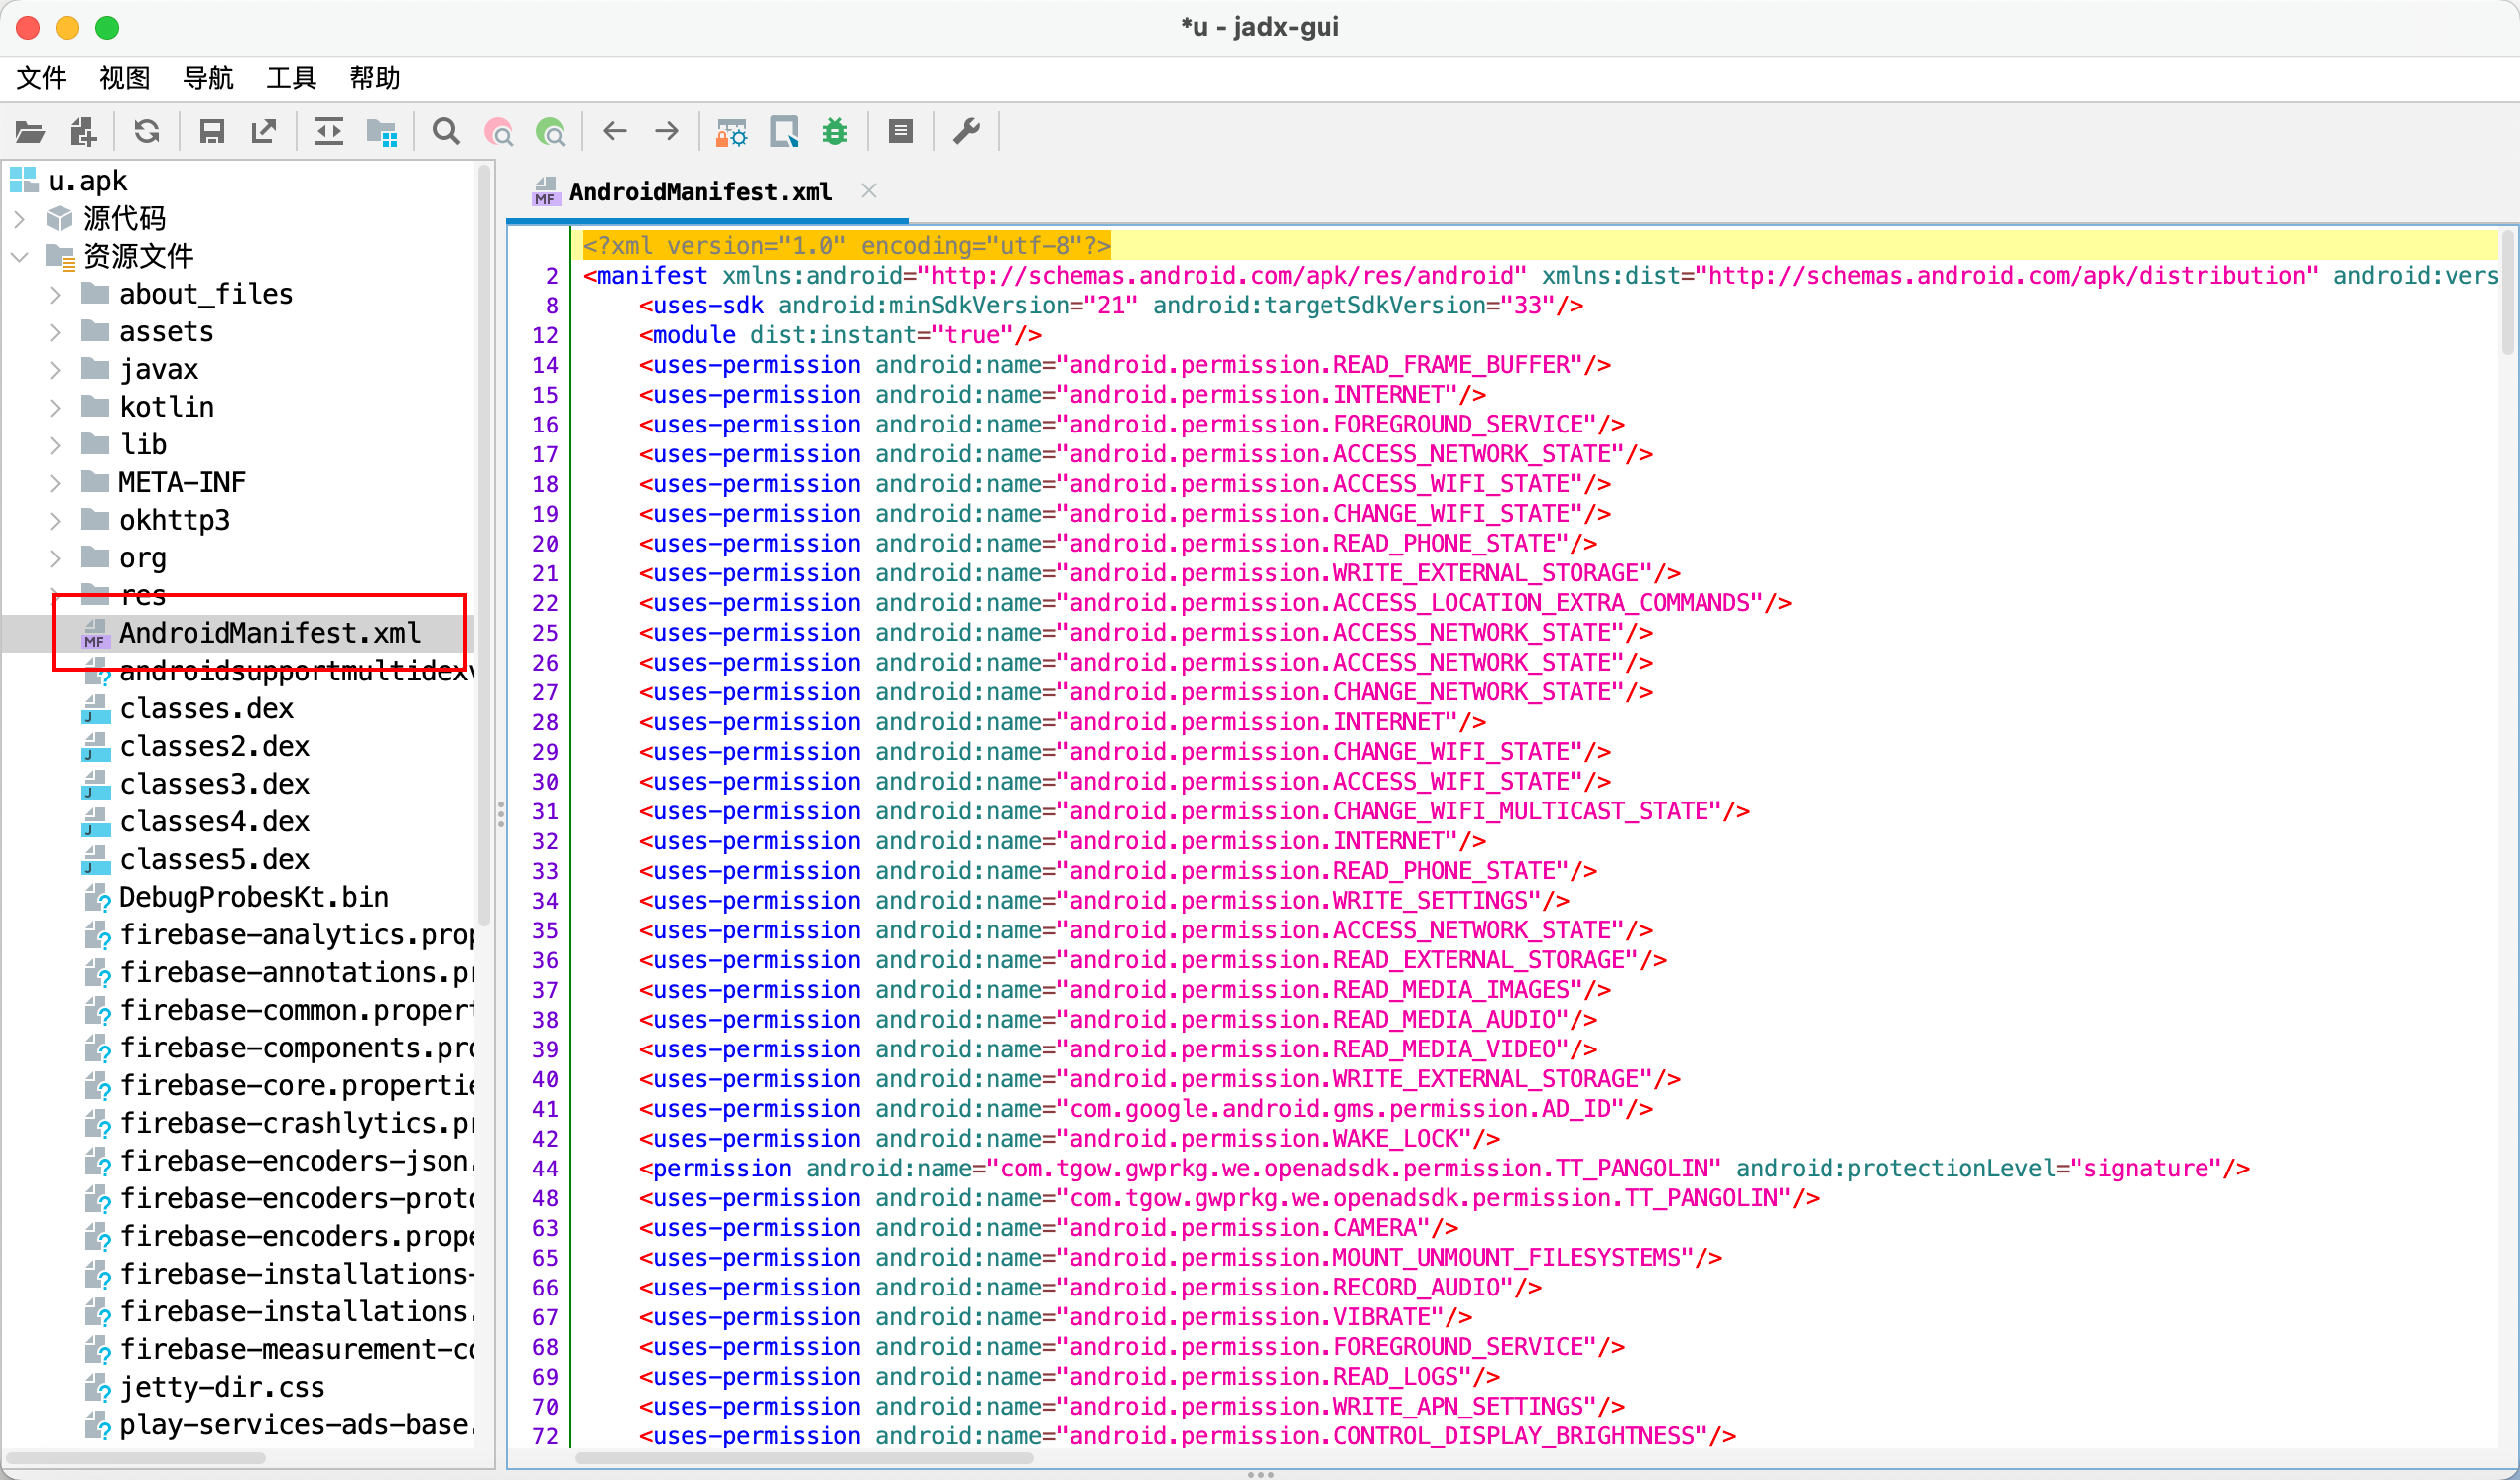 *u - jadx-gui
文件 视图 导航 工具 帮助
u.apk
源代码
资源文件
about_files
assets
javax
kotlin
lib
META-INF
okhttp3
org
res
MF AndroidManifest.xml
androidsupportmultidexv
classes.dex
classes2.dex
classes3.dex
classes4.dex
classes5.dex
DebugProbesKt.bin
firebase-analytics.prop
firebase-annotations.pr
firebase-common.propert
firebase-components.pro
firebase-core.propertie
firebase-crashlytics.pr
firebase-encoders-json.
firebase-encoders-proto
firebase-encoders.prope
firebase-installations-
firebase-installations.
firebase-measurement-co
jetty-dir.css
play-services-ads-base.
MF AndroidManifest.xml
<?xml version="1.0" encoding="utf-8"?>
2 <manifest xmlns:android="http://schemas.android.com/apk/res/android" xmlns:dist="http://schemas.android.com/apk/distribution" android:vers
8 <uses-sdk android:minSdkVersion="21" android:targetSdkVersion="33"/>
12 <module dist:instant="true"/>
14 <uses-permission android:name="android.permission.READ_FRAME_BUFFER"/>
15 <uses-permission android:name="android.permission.INTERNET"/>
16 <uses-permission android:name="android.permission.FOREGROUND_SERVICE"/>
17 <uses-permission android:name="android.permission.ACCESS_NETWORK_STATE"/>
18 <uses-permission android:name="android.permission.ACCESS_WIFI_STATE"/>
19 <uses-permission android:name="android.permission.CHANGE_WIFI_STATE"/>
20 <uses-permission android:name="android.permission.READ_PHONE_STATE"/>
21 <uses-permission android:name="android.permission.WRITE_EXTERNAL_STORAGE"/>
22 <uses-permission android:name="android.permission.ACCESS_LOCATION_EXTRA_COMMANDS"/>
25 <uses-permission android:name="android.permission.ACCESS_NETWORK_STATE"/>
26 <uses-permission android:name="android.permission.ACCESS_NETWORK_STATE"/>
27 <uses-permission android:name="android.permission.CHANGE_NETWORK_STATE"/>
28 <uses-permission android:name="android.permission.INTERNET"/>
29 <uses-permission android:name="android.permission.CHANGE_WIFI_STATE"/>
30 <uses-permission android:name="android.permission.ACCESS_WIFI_STATE"/>
31 <uses-permission android:name="android.permission.CHANGE_WIFI_MULTICAST_STATE"/>
32 <uses-permission android:name="android.permission.INTERNET"/>
33 <uses-permission android:name="android.permission.READ_PHONE_STATE"/>
34 <uses-permission android:name="android.permission.WRITE_SETTINGS"/>
35 <uses-permission android:name="android.permission.ACCESS_NETWORK_STATE"/>
36 <uses-permission android:name="android.permission.READ_EXTERNAL_STORAGE"/>
37 <uses-permission android:name="android.permission.READ_MEDIA_IMAGES"/>
38 <uses-permission android:name="android.permission.READ_MEDIA_AUDIO"/>
39 <uses-permission android:name="android.permission.READ_MEDIA_VIDEO"/>
40 <uses-permission android:name="android.permission.WRITE_EXTERNAL_STORAGE"/>
41 <uses-permission android:name="com.google.android.gms.permission.AD_ID"/>
42 <uses-permission android:name="android.permission.WAKE_LOCK"/>
44 <permission android:name="com.tgow.gwprkg.we.openadsdk.permission.TT_PANGOLIN" android:protectionLevel="signature"/>
48 <uses-permission android:name="com.tgow.gwprkg.we.openadsdk.permission.TT_PANGOLIN"/>
63 <uses-permission android:name="android.permission.CAMERA"/>
65 <uses-permission android:name="android.permission.MOUNT_UNMOUNT_FILESYSTEMS"/>
66 <uses-permission android:name="android.permission.RECORD_AUDIO"/>
67 <uses-permission android:name="android.permission.VIBRATE"/>
68 <uses-permission android:name="android.permission.FOREGROUND_SERVICE"/>
69 <uses-permission android:name="android.permission.READ_LOGS"/>
70 <uses-permission android:name="android.permission.WRITE_APN_SETTINGS"/>
72 <uses-permission android:name="android.permission.CONTROL_DISPLAY_BRIGHTNESS"/>